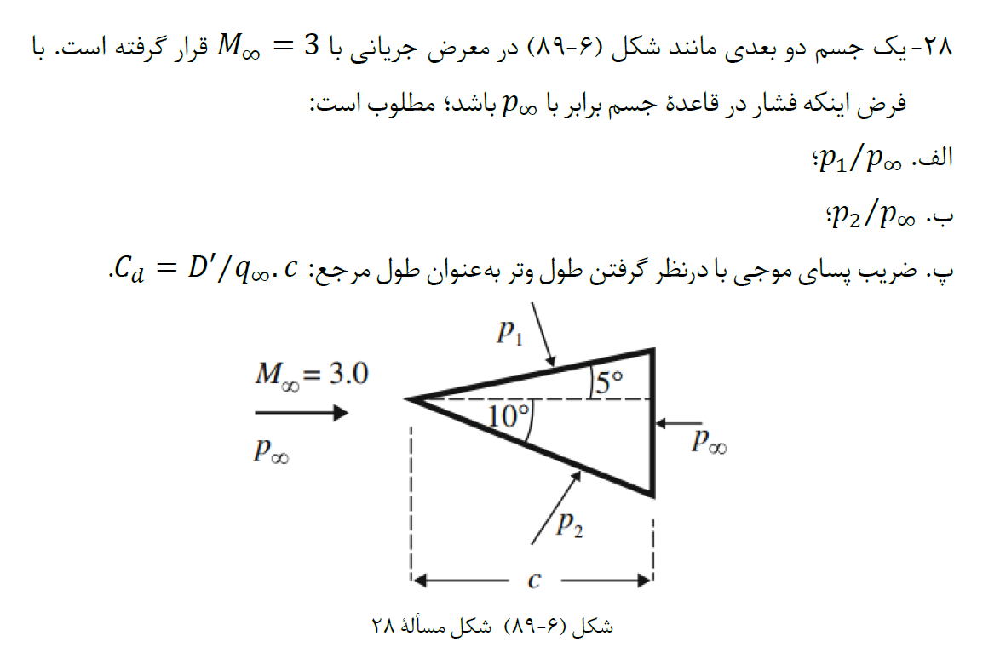 ۲۸- یک جسم دو بعدی مانند شکل (۶-۸۹) در معرض جریانی با M∞ = 3 قرار گرفته است. با
فرض اینکه فشار در قاعدهٔ جسم برابر با p∞ باشد؛ مطلوب است:
الف. p₁/p∞؛
ب. p₂/p∞؛
پ. ضریب پسای موجی با درنظر گرفتن طول وتر به‌عنوان طول مرجع: C_d = D′/q∞.c.
p₁
M∞ = 3.0
5°
10°
p∞
p∞
p₂
c
شکل (۶-۸۹) شکل مسألهٔ ۲۸